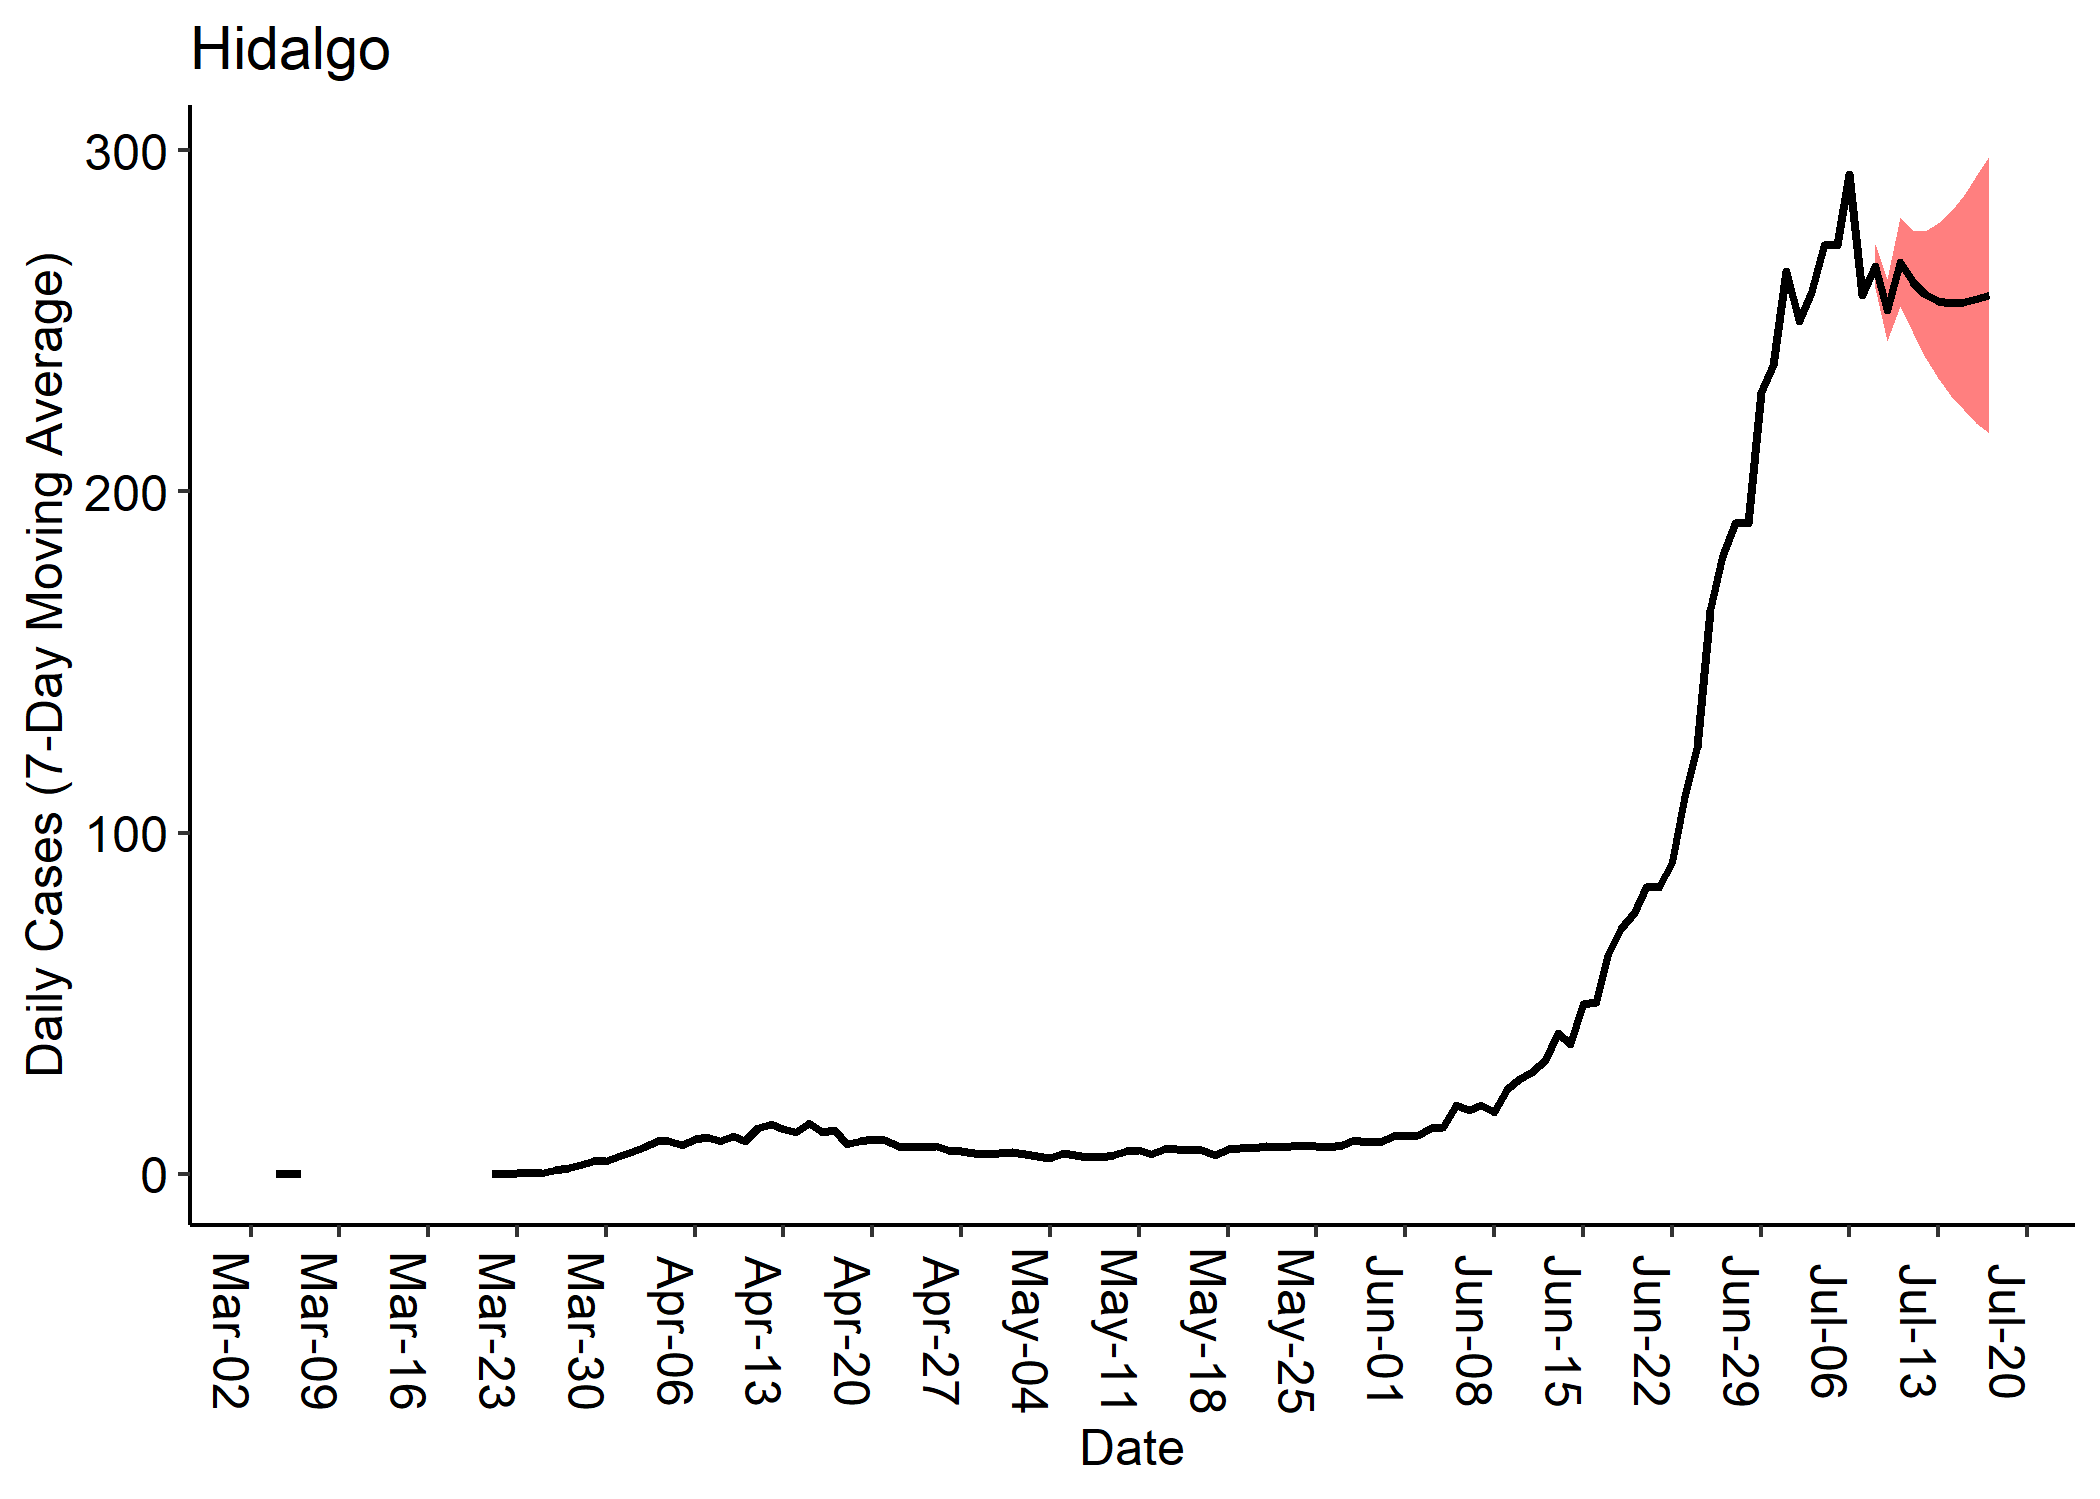 Hidalgo
Daily Cases (7-Day Moving Average)
300
200
100
0
Mar-02
Mar-09
Mar-16
Mar-23
Mar-30
Apr-06
Apr-13
Apr-20
Apr-27
May-04
May-11
May-18
May-25
Jun-01
Jun-08
Jun-15
Jun-22
Jun-29
Jul-06
Jul-13
Jul-20
Date